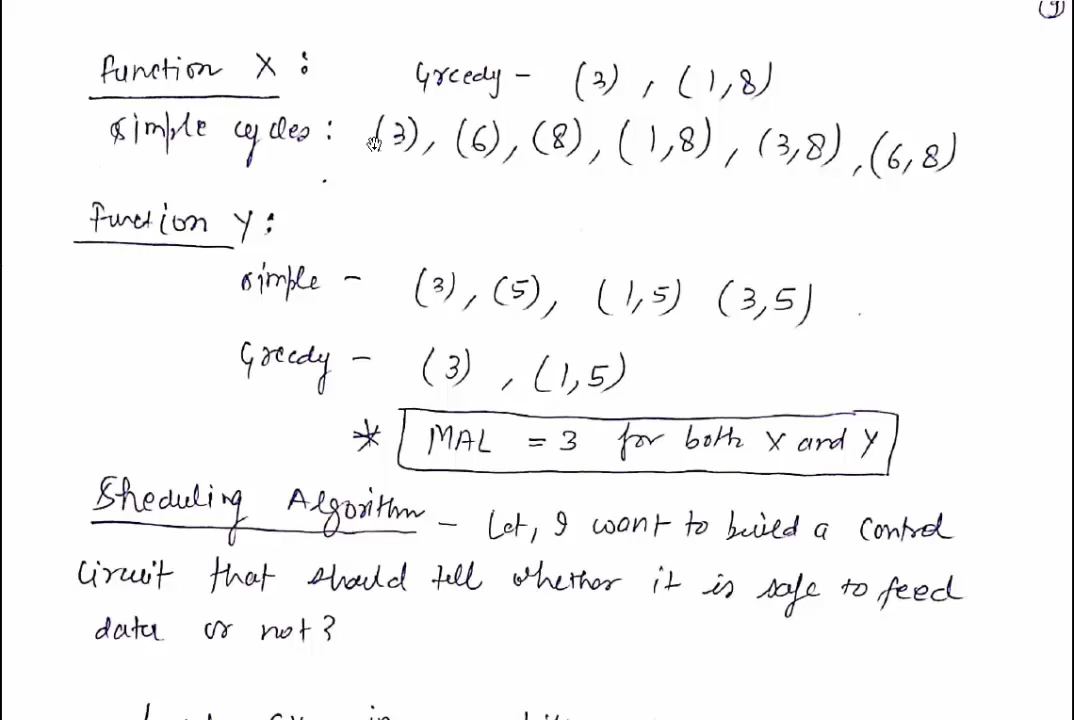 Function X :     Greedy - (3), (1,8)
Simple cycles : (3), (6), (8), (1,8), (3,8), (6,8)
Function Y :
Simple - (3), (5), (1,5) (3,5)
Greedy - (3), (1,5)
* MAL = 3 for both X and Y
Sheduling Algorithm - Let, I want to build a control
circuit that should tell whether it is safe to feed
data or not?